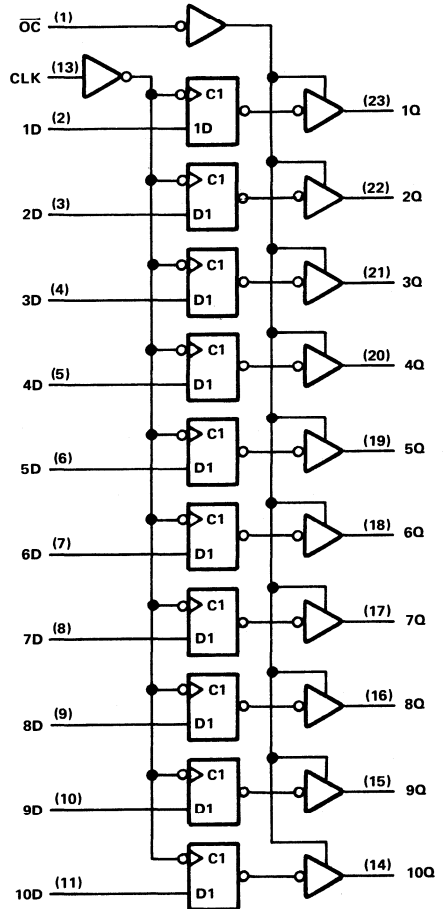 OC (1)
CLK (13)
C1
1D (2) 1D (23) 1Q
C1
2D (3) D1 (22) 2Q
C1
3D (4) D1 (21) 3Q
C1
4D (5) D1 (20) 4Q
C1
5D (6) D1 (19) 5Q
C1
6D (7) D1 (18) 6Q
C1
7D (8) D1 (17) 7Q
C1
8D (9) D1 (16) 8Q
C1
9D (10) D1 (15) 9Q
C1
10D (11) D1 (14) 10Q